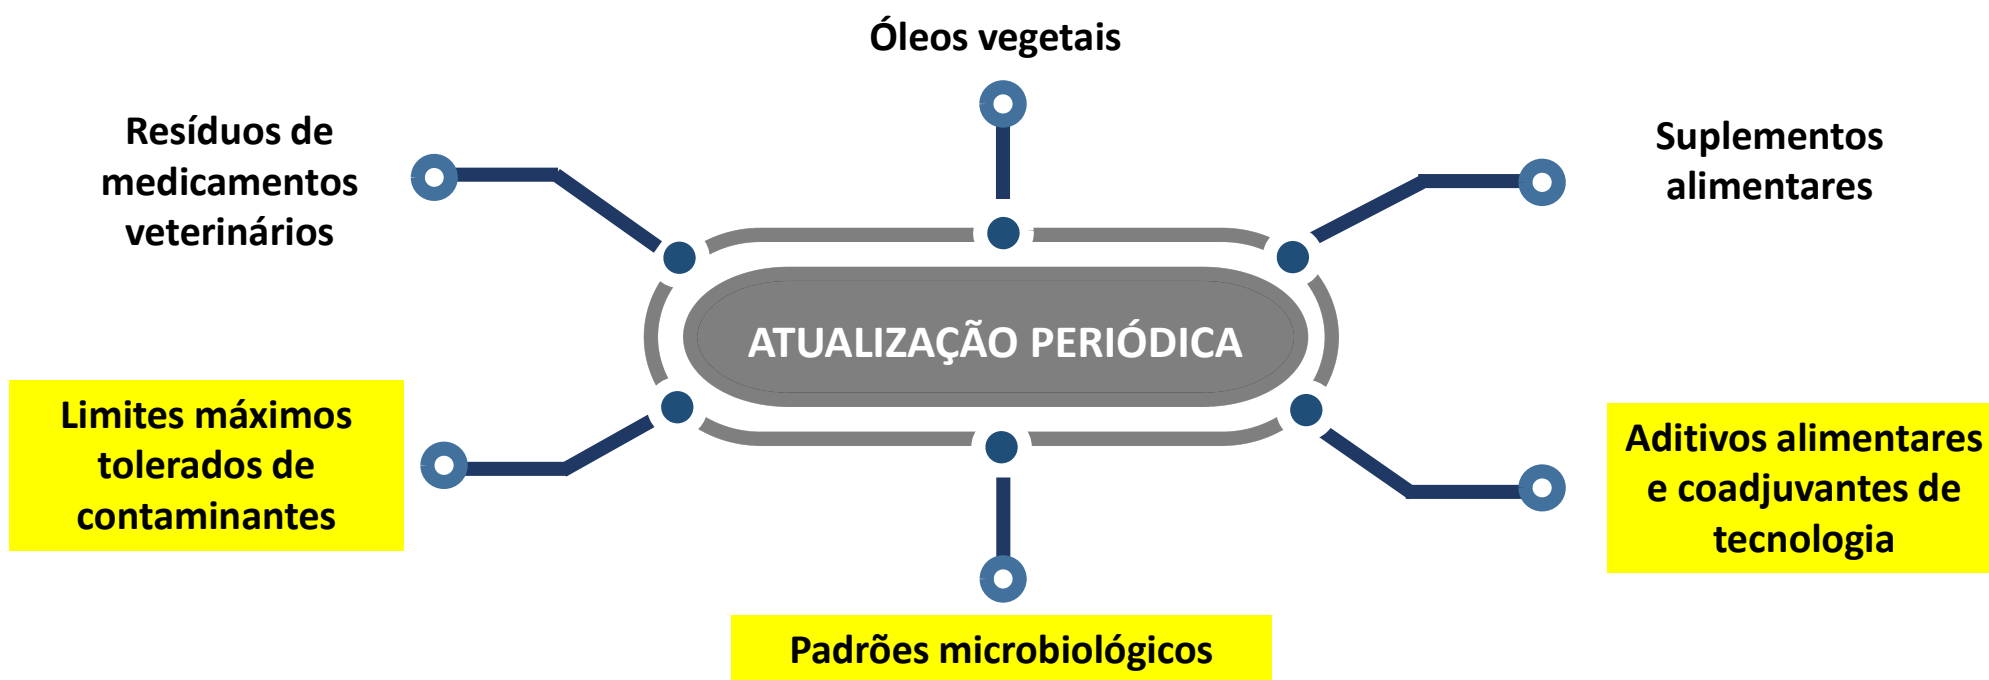 Óleos vegetais
Resíduos de
medicamentos
veterinários
Suplementos
alimentares
ATUALIZAÇÃO PERIÓDICA
Limites máximos
tolerados de
contaminantes
Aditivos alimentares
e coadjuvantes de
tecnologia
Padrões microbiológicos